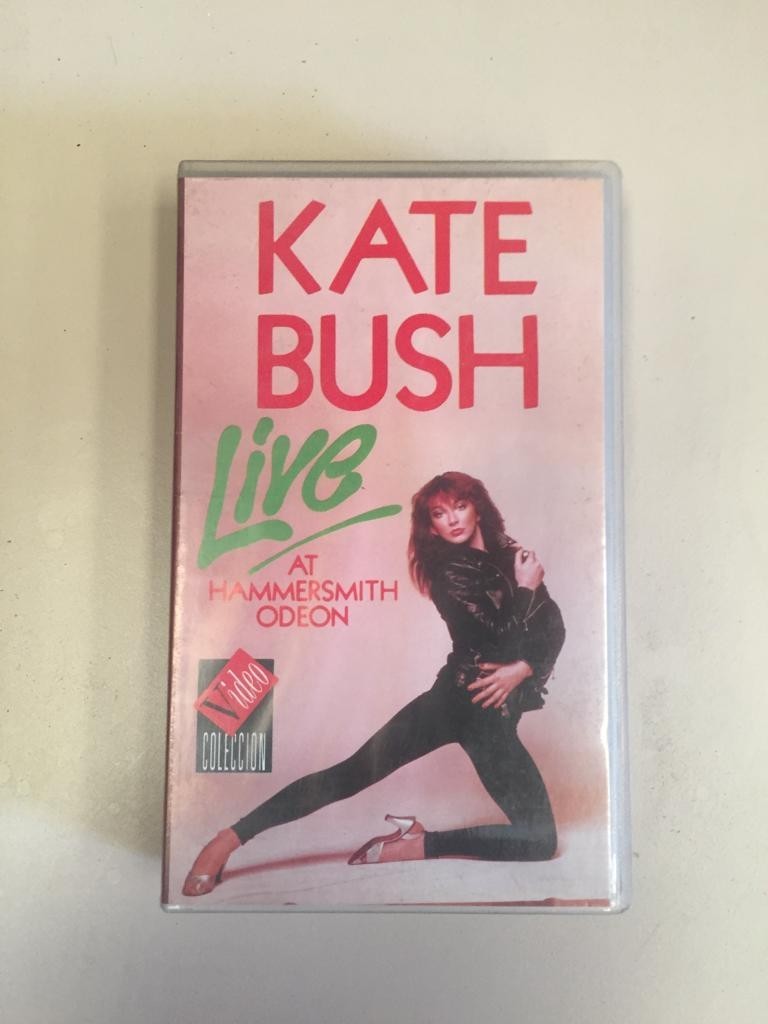 KATE
BUSH
Live
AT
HAMMERSMITH
ODEON
Video
COLECCION